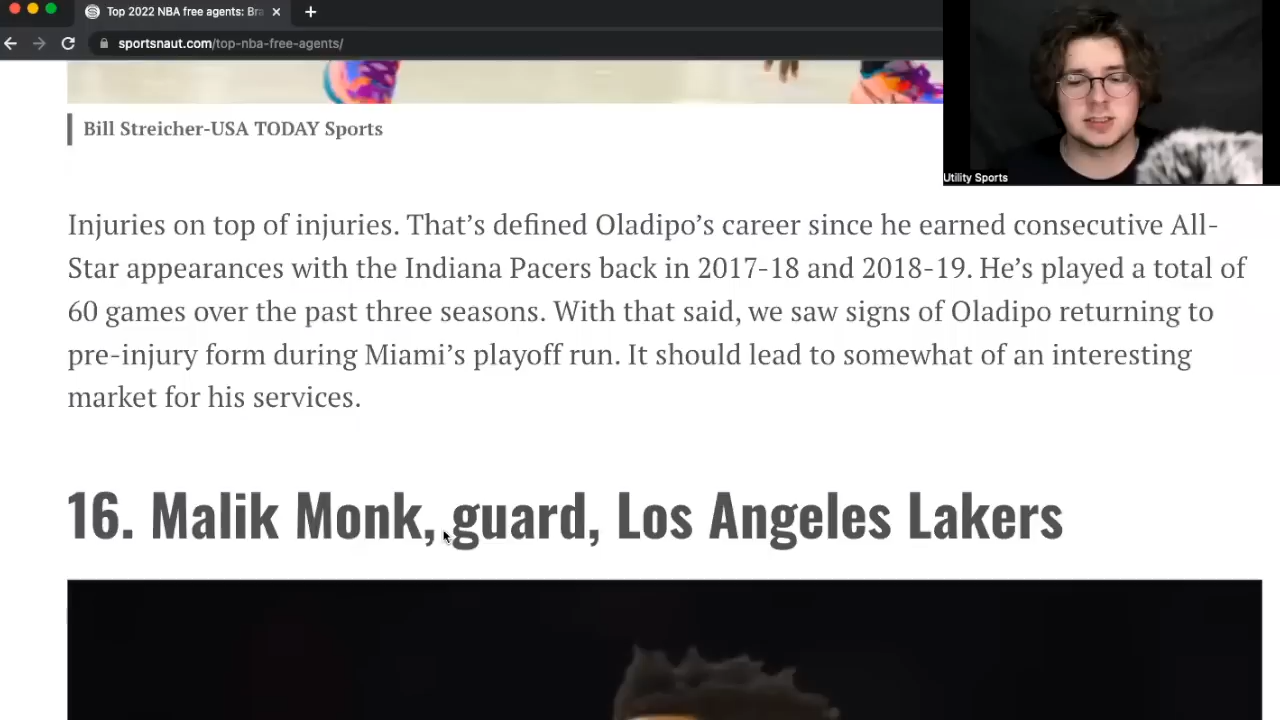 Top 2022 NBA free agents: Bra
sportsnaut.com/top-nba-free-agents/
Utility Sports
Bill Streicher-USA TODAY Sports
Injuries on top of injuries. That’s defined Oladipo’s career since he earned consecutive All-
Star appearances with the Indiana Pacers back in 2017-18 and 2018-19. He’s played a total of
60 games over the past three seasons. With that said, we saw signs of Oladipo returning to
pre-injury form during Miami’s playoff run. It should lead to somewhat of an interesting
market for his services.
16. Malik Monk, guard, Los Angeles Lakers